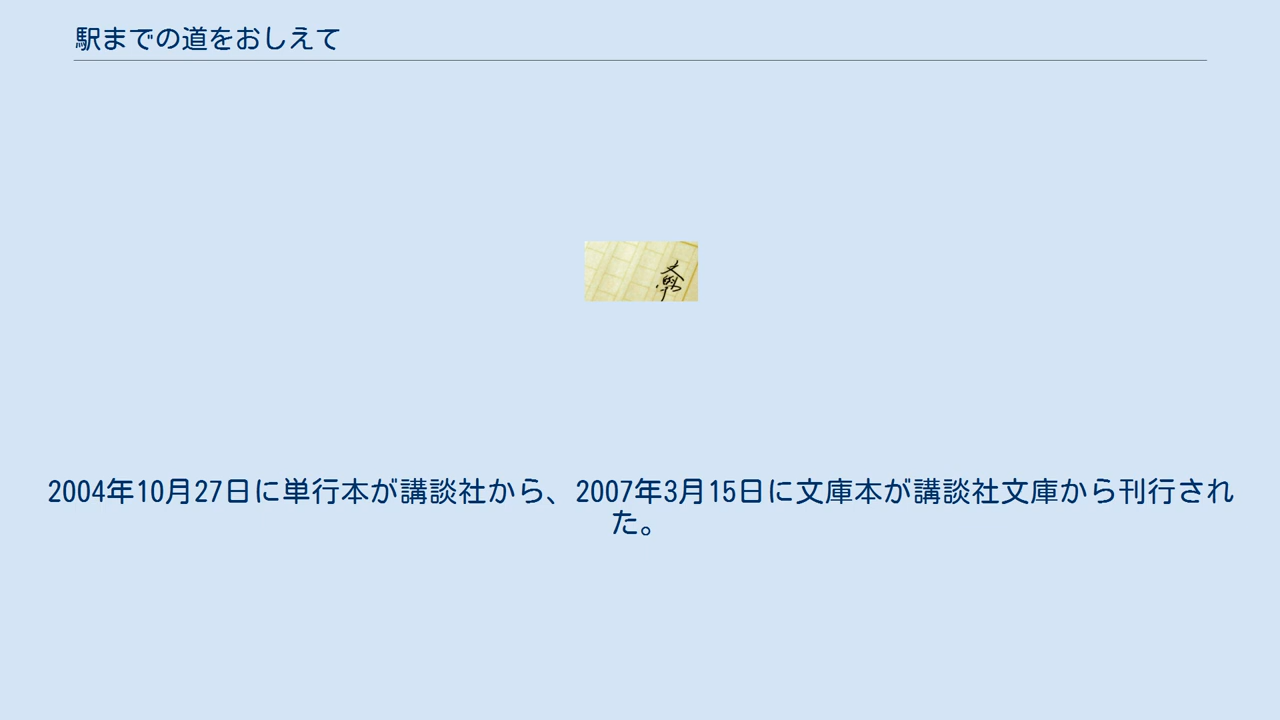 駅までの道をおしえて
2004年10月27日に単行本が講談社から、2007年3月15日に文庫本が講談社文庫から刊行され
た。